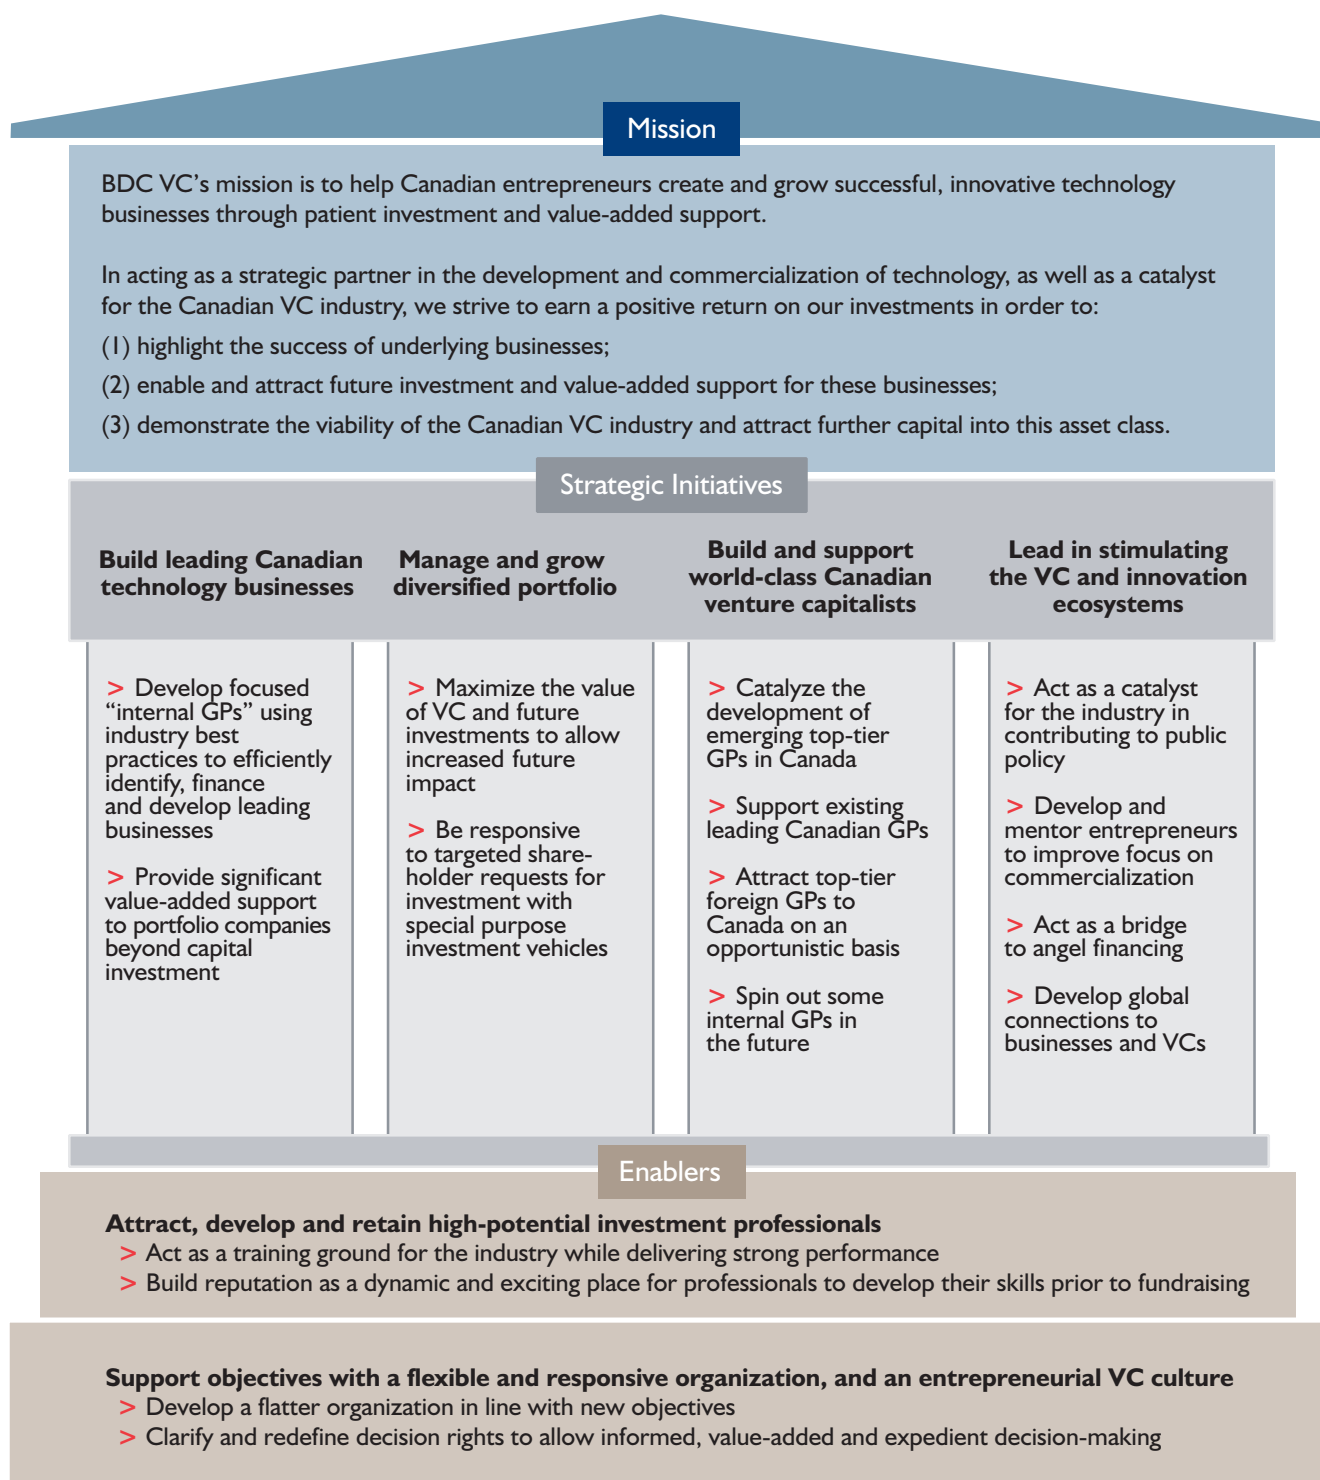 Mission
BDC VC’s mission is to help Canadian entrepreneurs create and grow successful, innovative technology
businesses through patient investment and value-added support.
In acting as a strategic partner in the development and commercialization of technology, as well as a catalyst
for the Canadian VC industry, we strive to earn a positive return on our investments in order to:
(1) highlight the success of underlying businesses;
(2) enable and attract future investment and value-added support for these businesses;
(3) demonstrate the viability of the Canadian VC industry and attract further capital into this asset class.
Strategic Initiatives
Build leading Canadian
technology businesses
> Develop focused
“internal GPs” using
industry best
practices to efficiently
identify, finance
and develop leading
businesses
> Provide significant
value-added support
to portfolio companies
beyond capital
investment
Manage and grow
diversified portfolio
> Maximize the value
of VC and future
investments to allow
increased future
impact
> Be responsive
to targeted share-
holder requests for
investment with
special purpose
investment vehicles
Build and support
world-class Canadian
venture capitalists
> Catalyze the
development of
emerging top-tier
GPs in Canada
> Support existing
leading Canadian GPs
> Attract top-tier
foreign GPs to
Canada on an
opportunistic basis
> Spin out some
internal GPs in
the future
Lead in stimulating
the VC and innovation
ecosystems
> Act as a catalyst
for the industry in
contributing to public
policy
> Develop and
mentor entrepreneurs
to improve focus on
commercialization
> Act as a bridge
to angel financing
> Develop global
connections to
businesses and VCs
Enablers
Attract, develop and retain high-potential investment professionals
> Act as a training ground for the industry while delivering strong performance
> Build reputation as a dynamic and exciting place for professionals to develop their skills prior to fundraising
Support objectives with a flexible and responsive organization, and an entrepreneurial VC culture
> Develop a flatter organization in line with new objectives
> Clarify and redefine decision rights to allow informed, value-added and expedient decision-making